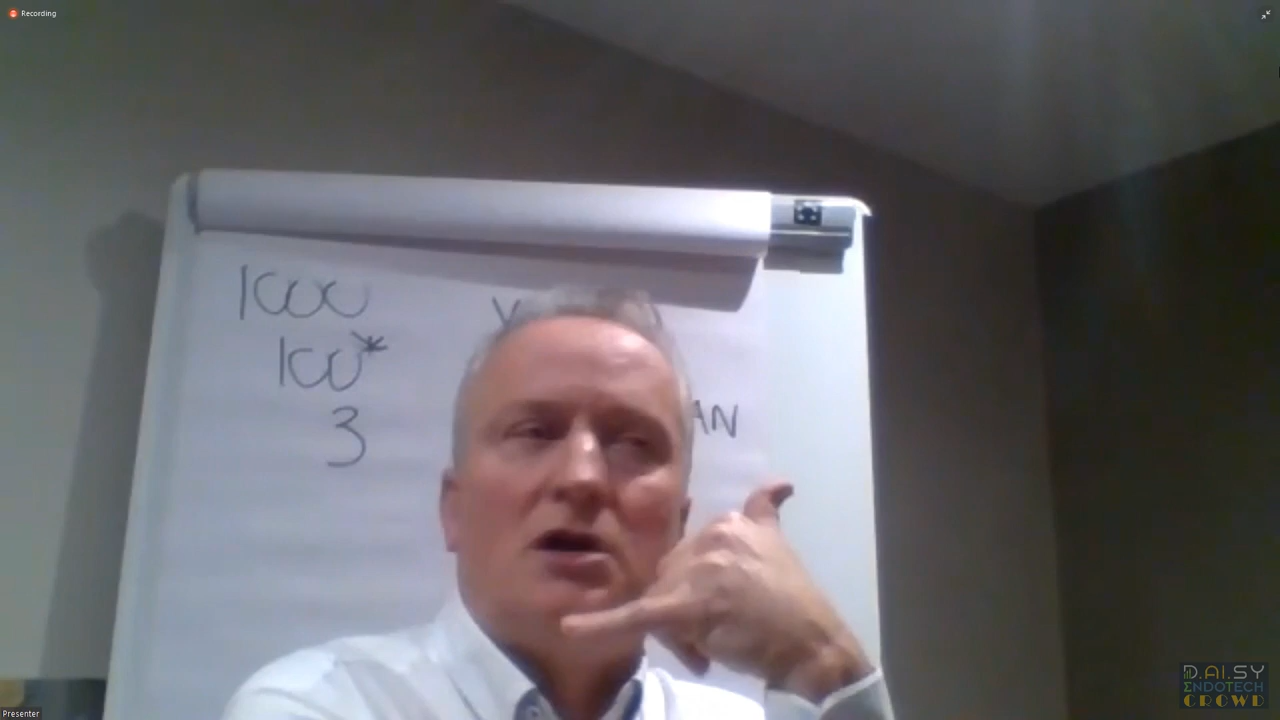 Recording
1000
100*
3
AN
Presenter
D.AI.SY
ENDOTECH
CROWD